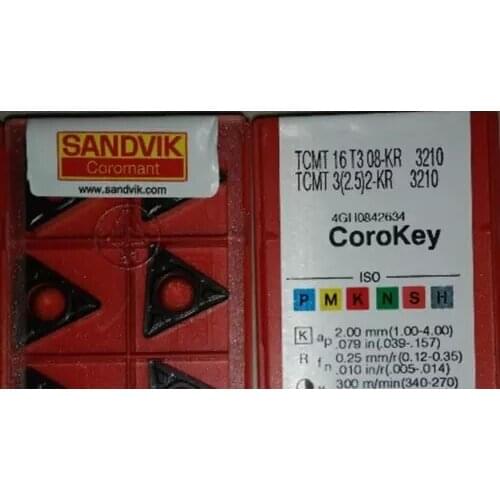 SANDVIK
Coromant
www.sandvik.com
TCMT 16 T3 08-KR 3210
TCMT 3(2.5)2-KR 3210
4GI10842634
CoroKey
ISO
P M K N S H
K ap 2.00 mm(1.00-4.00)
.079 in(.039-.157)
R fn 0.25 mm/r(0.12-0.35)
.010 in/r(.005-.014)
300 m/min(340-270)